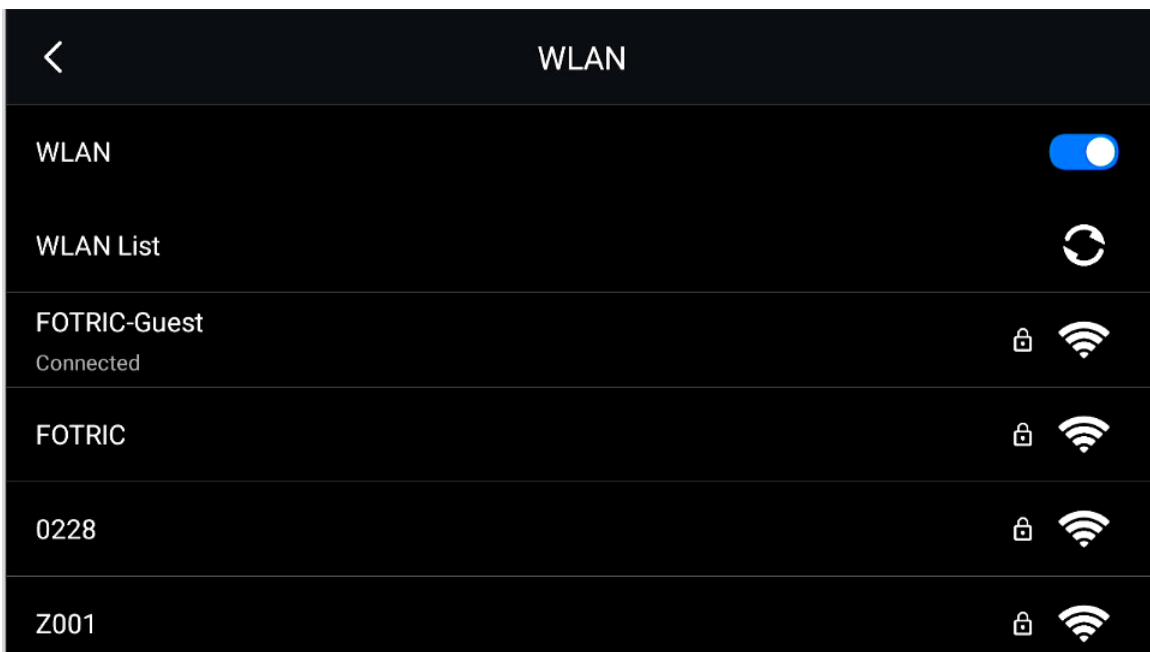 WLAN
WLAN
WLAN List
FOTRIC-Guest
Connected
FOTRIC
0228
Z001